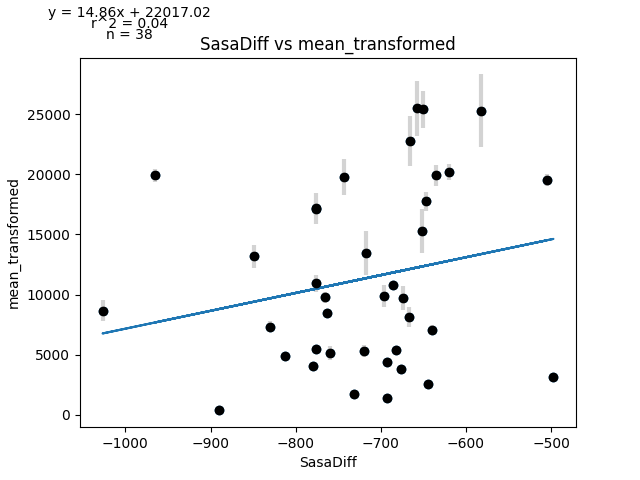 y = 14.86x + 22017.02
r^2 = 0.04
n = 38
SasaDiff vs mean_transformed
mean_transformed
25000
20000
15000
10000
5000
0
−1000
−900
−800
−700
−600
−500
SasaDiff